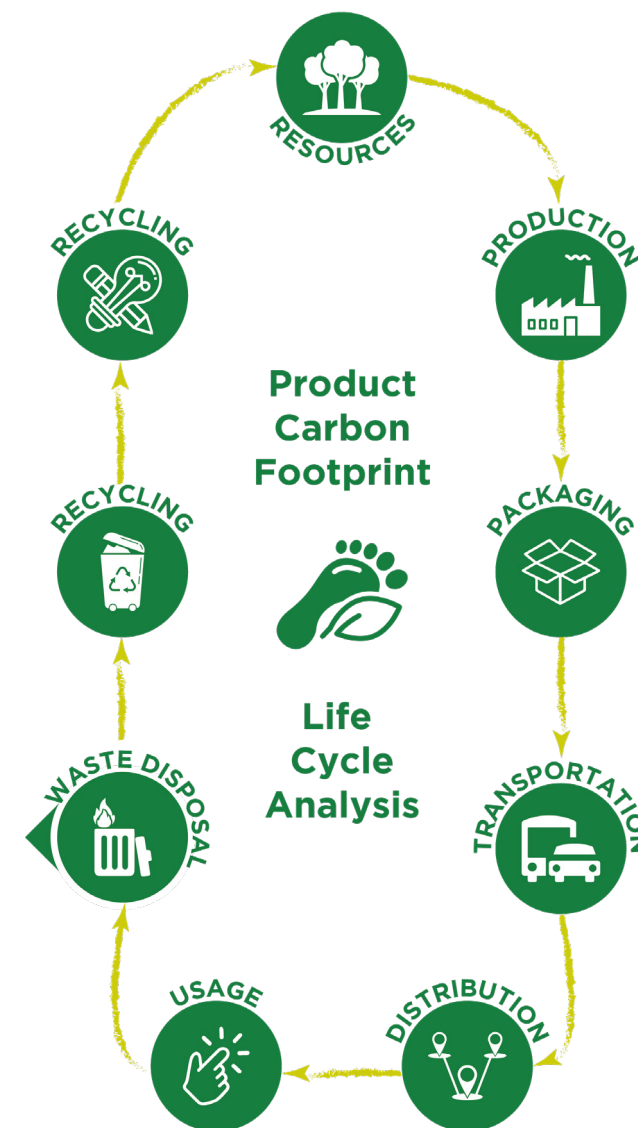 RESOURCES
PRODUCTION
PACKAGING
TRANSPORTATION
DISTRIBUTION
USAGE
WASTE DISPOSAL
RECYCLING
RECYCLING
Product
Carbon
Footprint
Life
Cycle
Analysis